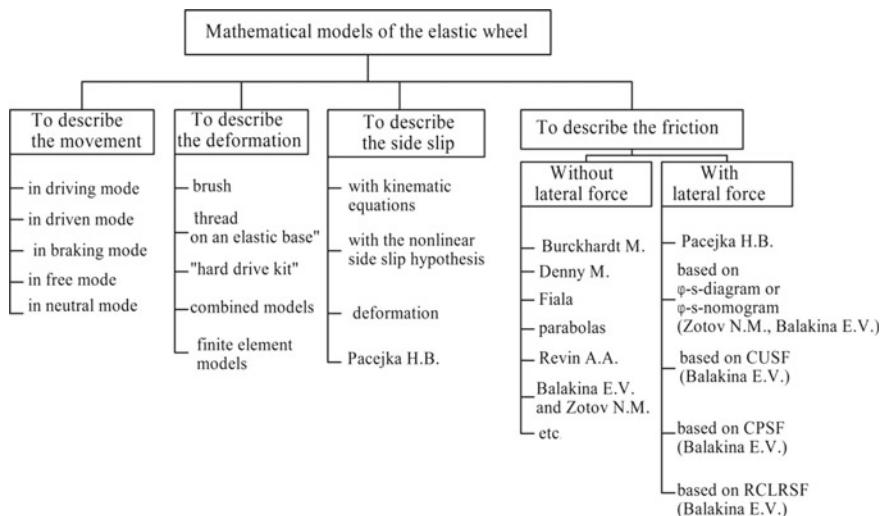 Mathematical models of the elastic wheel
To describe
the movement
in driving mode
in driven mode
in braking mode
in free mode
in neutral mode
To describe
the deformation
brush
thread
on an elastic base"
"hard drive kit"
combined models
finite element
models
To describe
the side slip
with kinematic
equations
with the nonlinear
side slip hypothesis
deformation
Pacejka H.B.
To describe the friction
Without
lateral force
Burckhardt M.
Denny M.
Fiala
parabolas
Revin A.A.
Balakina E.V.
and Zotov N.M.
etc
With
lateral force
Pacejka H.B.
based on
φ-s-diagram or
φ-s-nomogram
(Zotov N.M., Balakina E.V.)
based on CUSF
(Balakina E.V.)
based on CPSF
(Balakina E.V.)
based on RCLRSF
(Balakina E.V.)